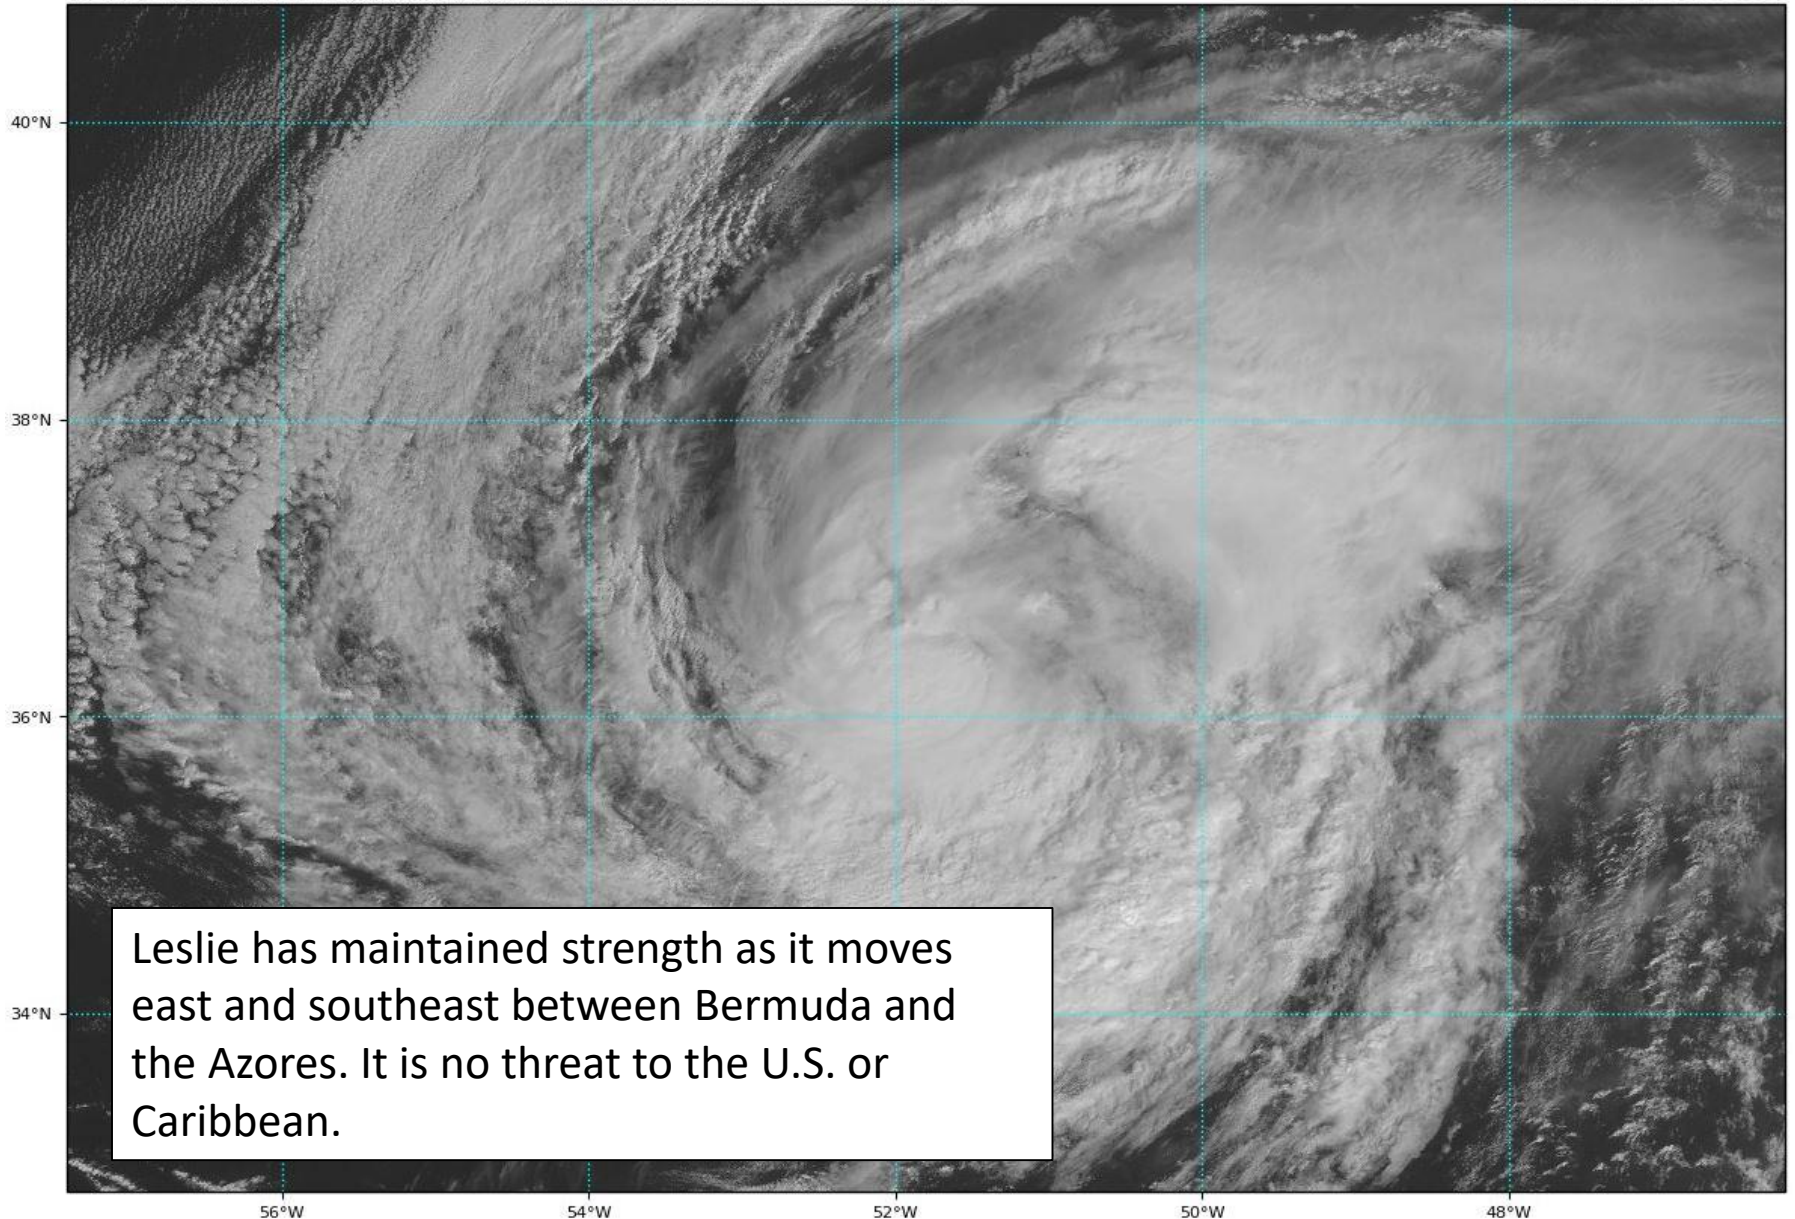 40°N
38°N
36°N
34°N
Leslie has maintained strength as it moves
east and southeast between Bermuda and
the Azores. It is no threat to the U.S. or
Caribbean.
56°W
54°W
52°W
50°W
48°W